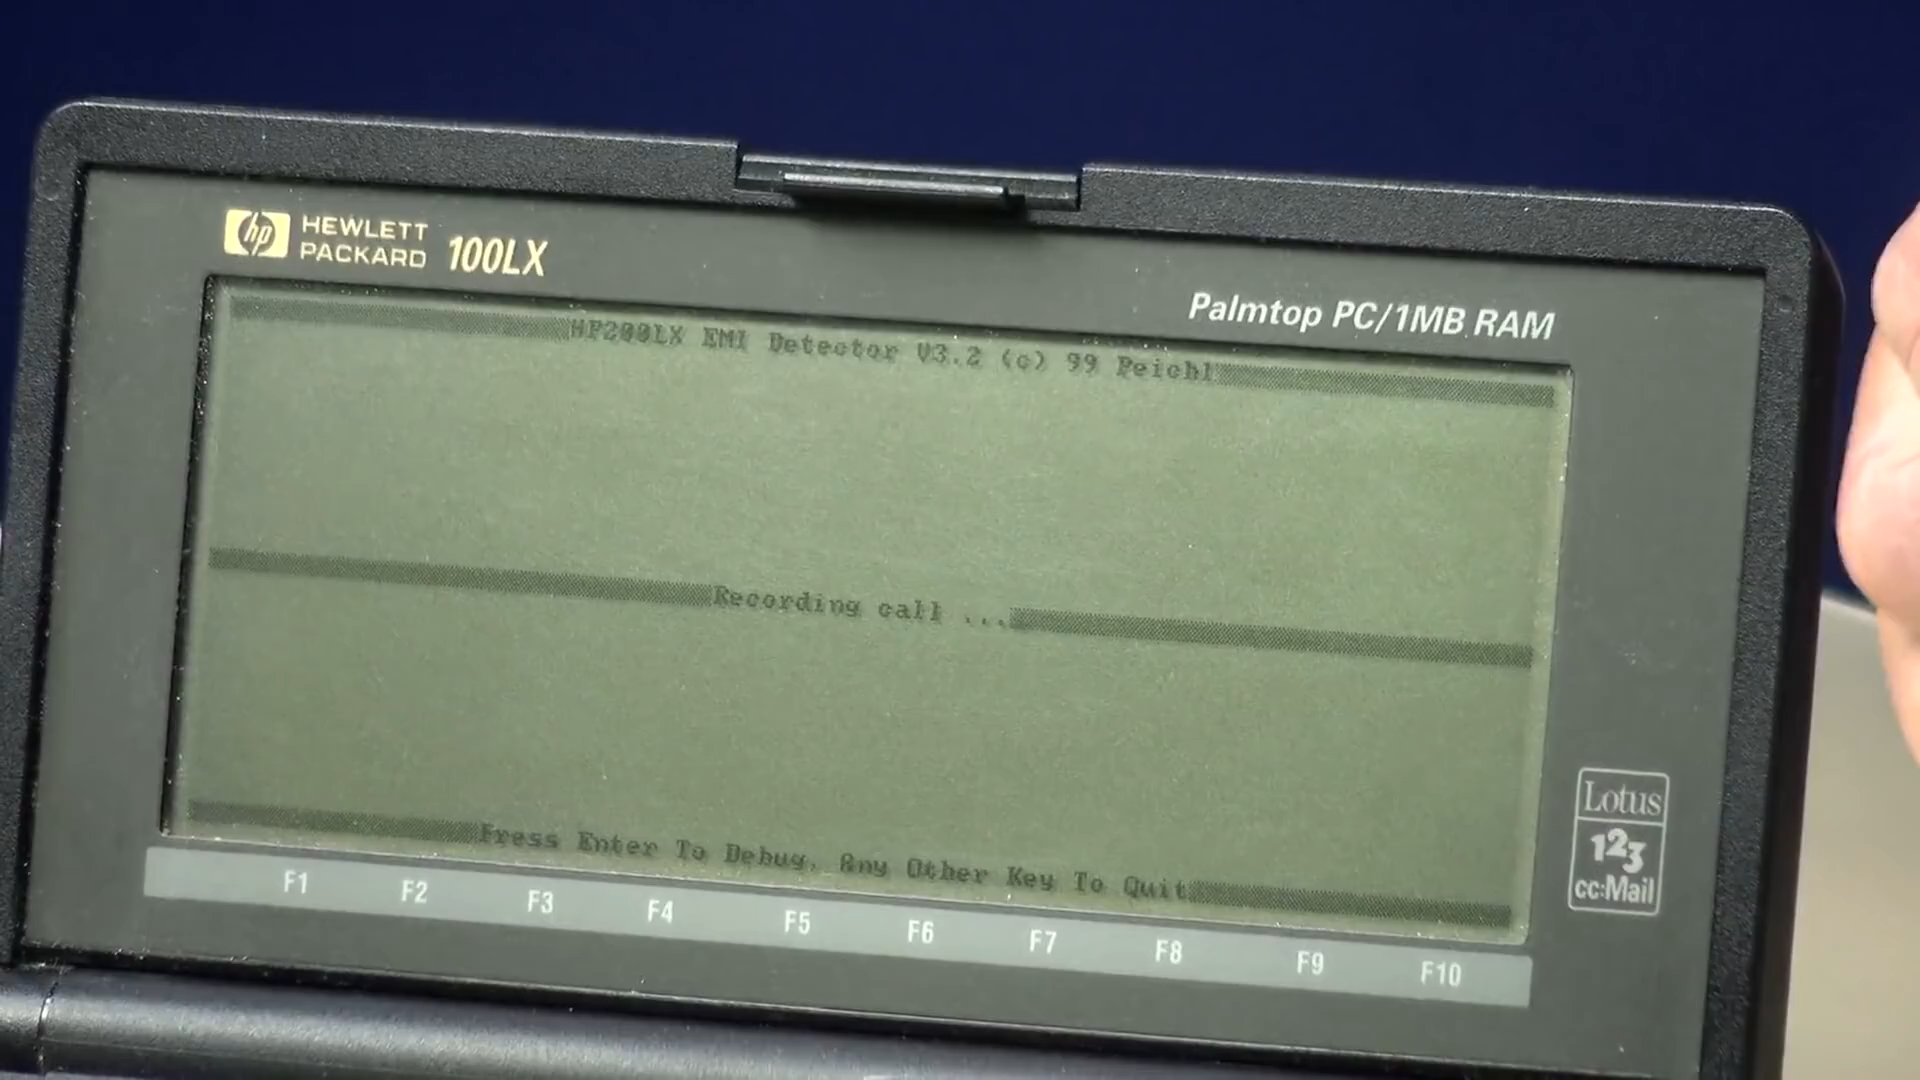 hp HEWLETT PACKARD 100LX
Palmtop PC/1MB RAM
HP200LX EMI Detector V3.2 (c) 99 Peichl
Recording call ...
Press Enter To Debug, Any Other Key To Quit
F1 F2 F3 F4 F5 F6 F7 F8 F9 F10
Lotus
123
cc:Mail